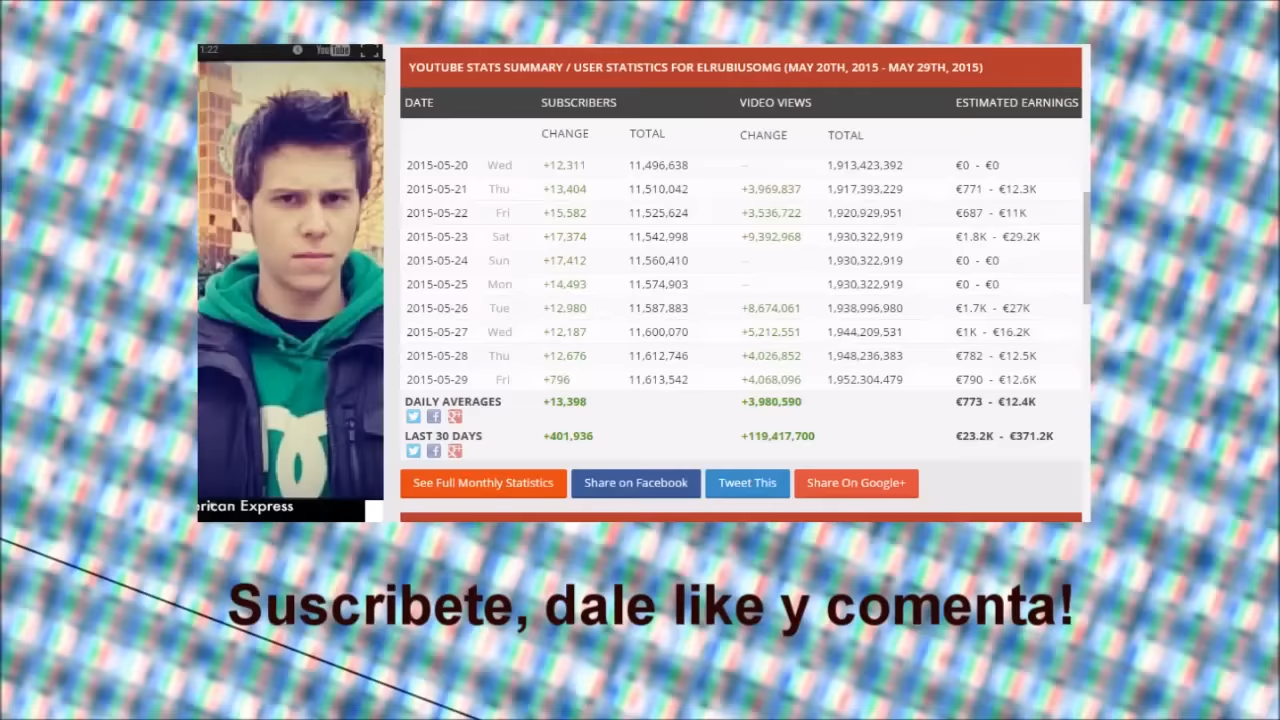 1:22
YouTube
YOUTUBE STATS SUMMARY / USER STATISTICS FOR ELRUBIUSOMG (MAY 20TH, 2015 - MAY 29TH, 2015)
DATE SUBSCRIBERS VIDEO VIEWS ESTIMATED EARNINGS
CHANGE TOTAL CHANGE TOTAL
2015-05-20 Wed +12,311 11,496,638 -- 1,913,423,392 €0 - €0
2015-05-21 Thu +13,404 11,510,042 +3,969,837 1,917,393,229 €771 - €12.3K
2015-05-22 Fri +15,582 11,525,624 +3,536,722 1,920,929,951 €687 - €11K
2015-05-23 Sat +17,374 11,542,998 +9,392,968 1,930,322,919 €1.8K - €29.2K
2015-05-24 Sun +17,412 11,560,410 -- 1,930,322,919 €0 - €0
2015-05-25 Mon +14,493 11,574,903 -- 1,930,322,919 €0 - €0
2015-05-26 Tue +12,980 11,587,883 +8,674,061 1,938,996,980 €1.7K - €27K
2015-05-27 Wed +12,187 11,600,070 +5,212,551 1,944,209,531 €1K - €16.2K
2015-05-28 Thu +12,676 11,612,746 +4,026,852 1,948,236,383 €782 - €12.5K
2015-05-29 Fri +796 11,613,542 +4,068,096 1,952,304,479 €790 - €12.6K
DAILY AVERAGES +13,398 +3,980,590 €773 - €12.4K
LAST 30 DAYS +401,936 +119,417,700 €23.2K - €371.2K
See Full Monthly Statistics Share on Facebook Tweet This Share On Google+
rican Express
Suscribete, dale like y comenta!